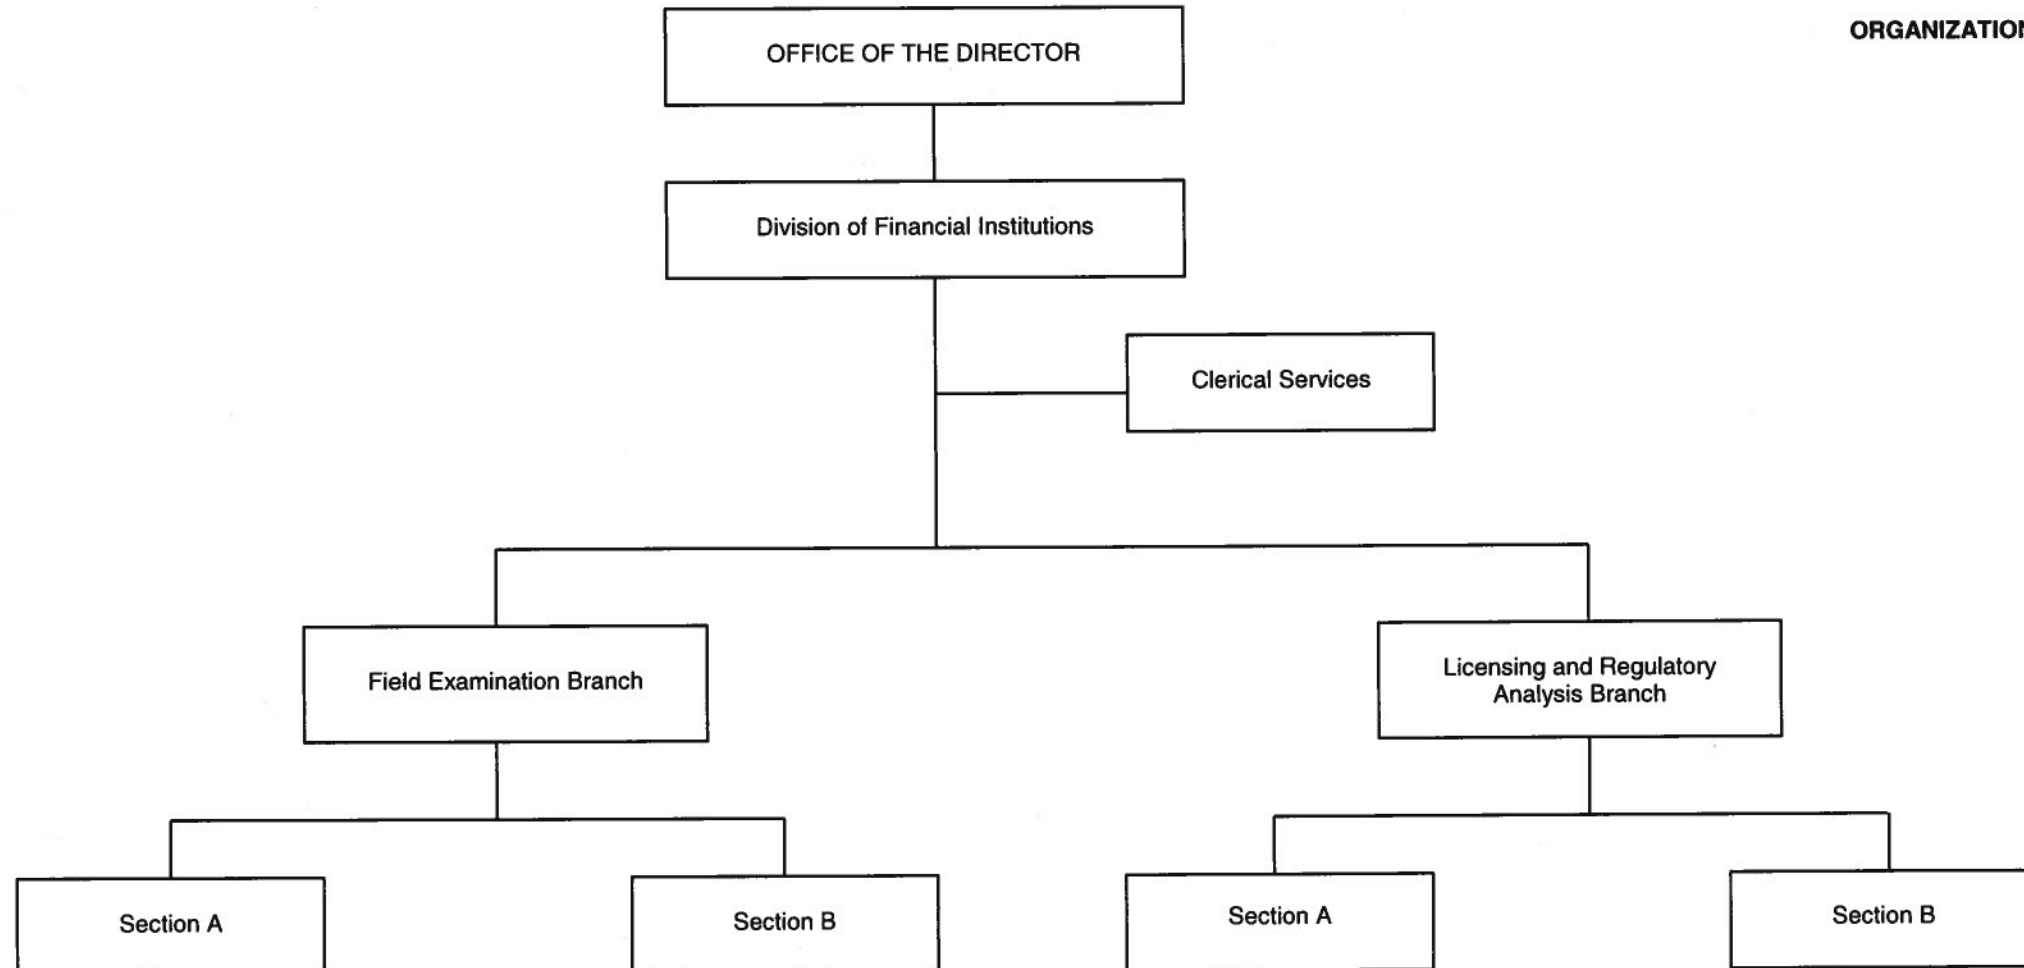 ORGANIZATION
OFFICE OF THE DIRECTOR
Division of Financial Institutions
Clerical Services
Field Examination Branch
Licensing and Regulatory
Analysis Branch
Section A
Section B
Section A
Section B